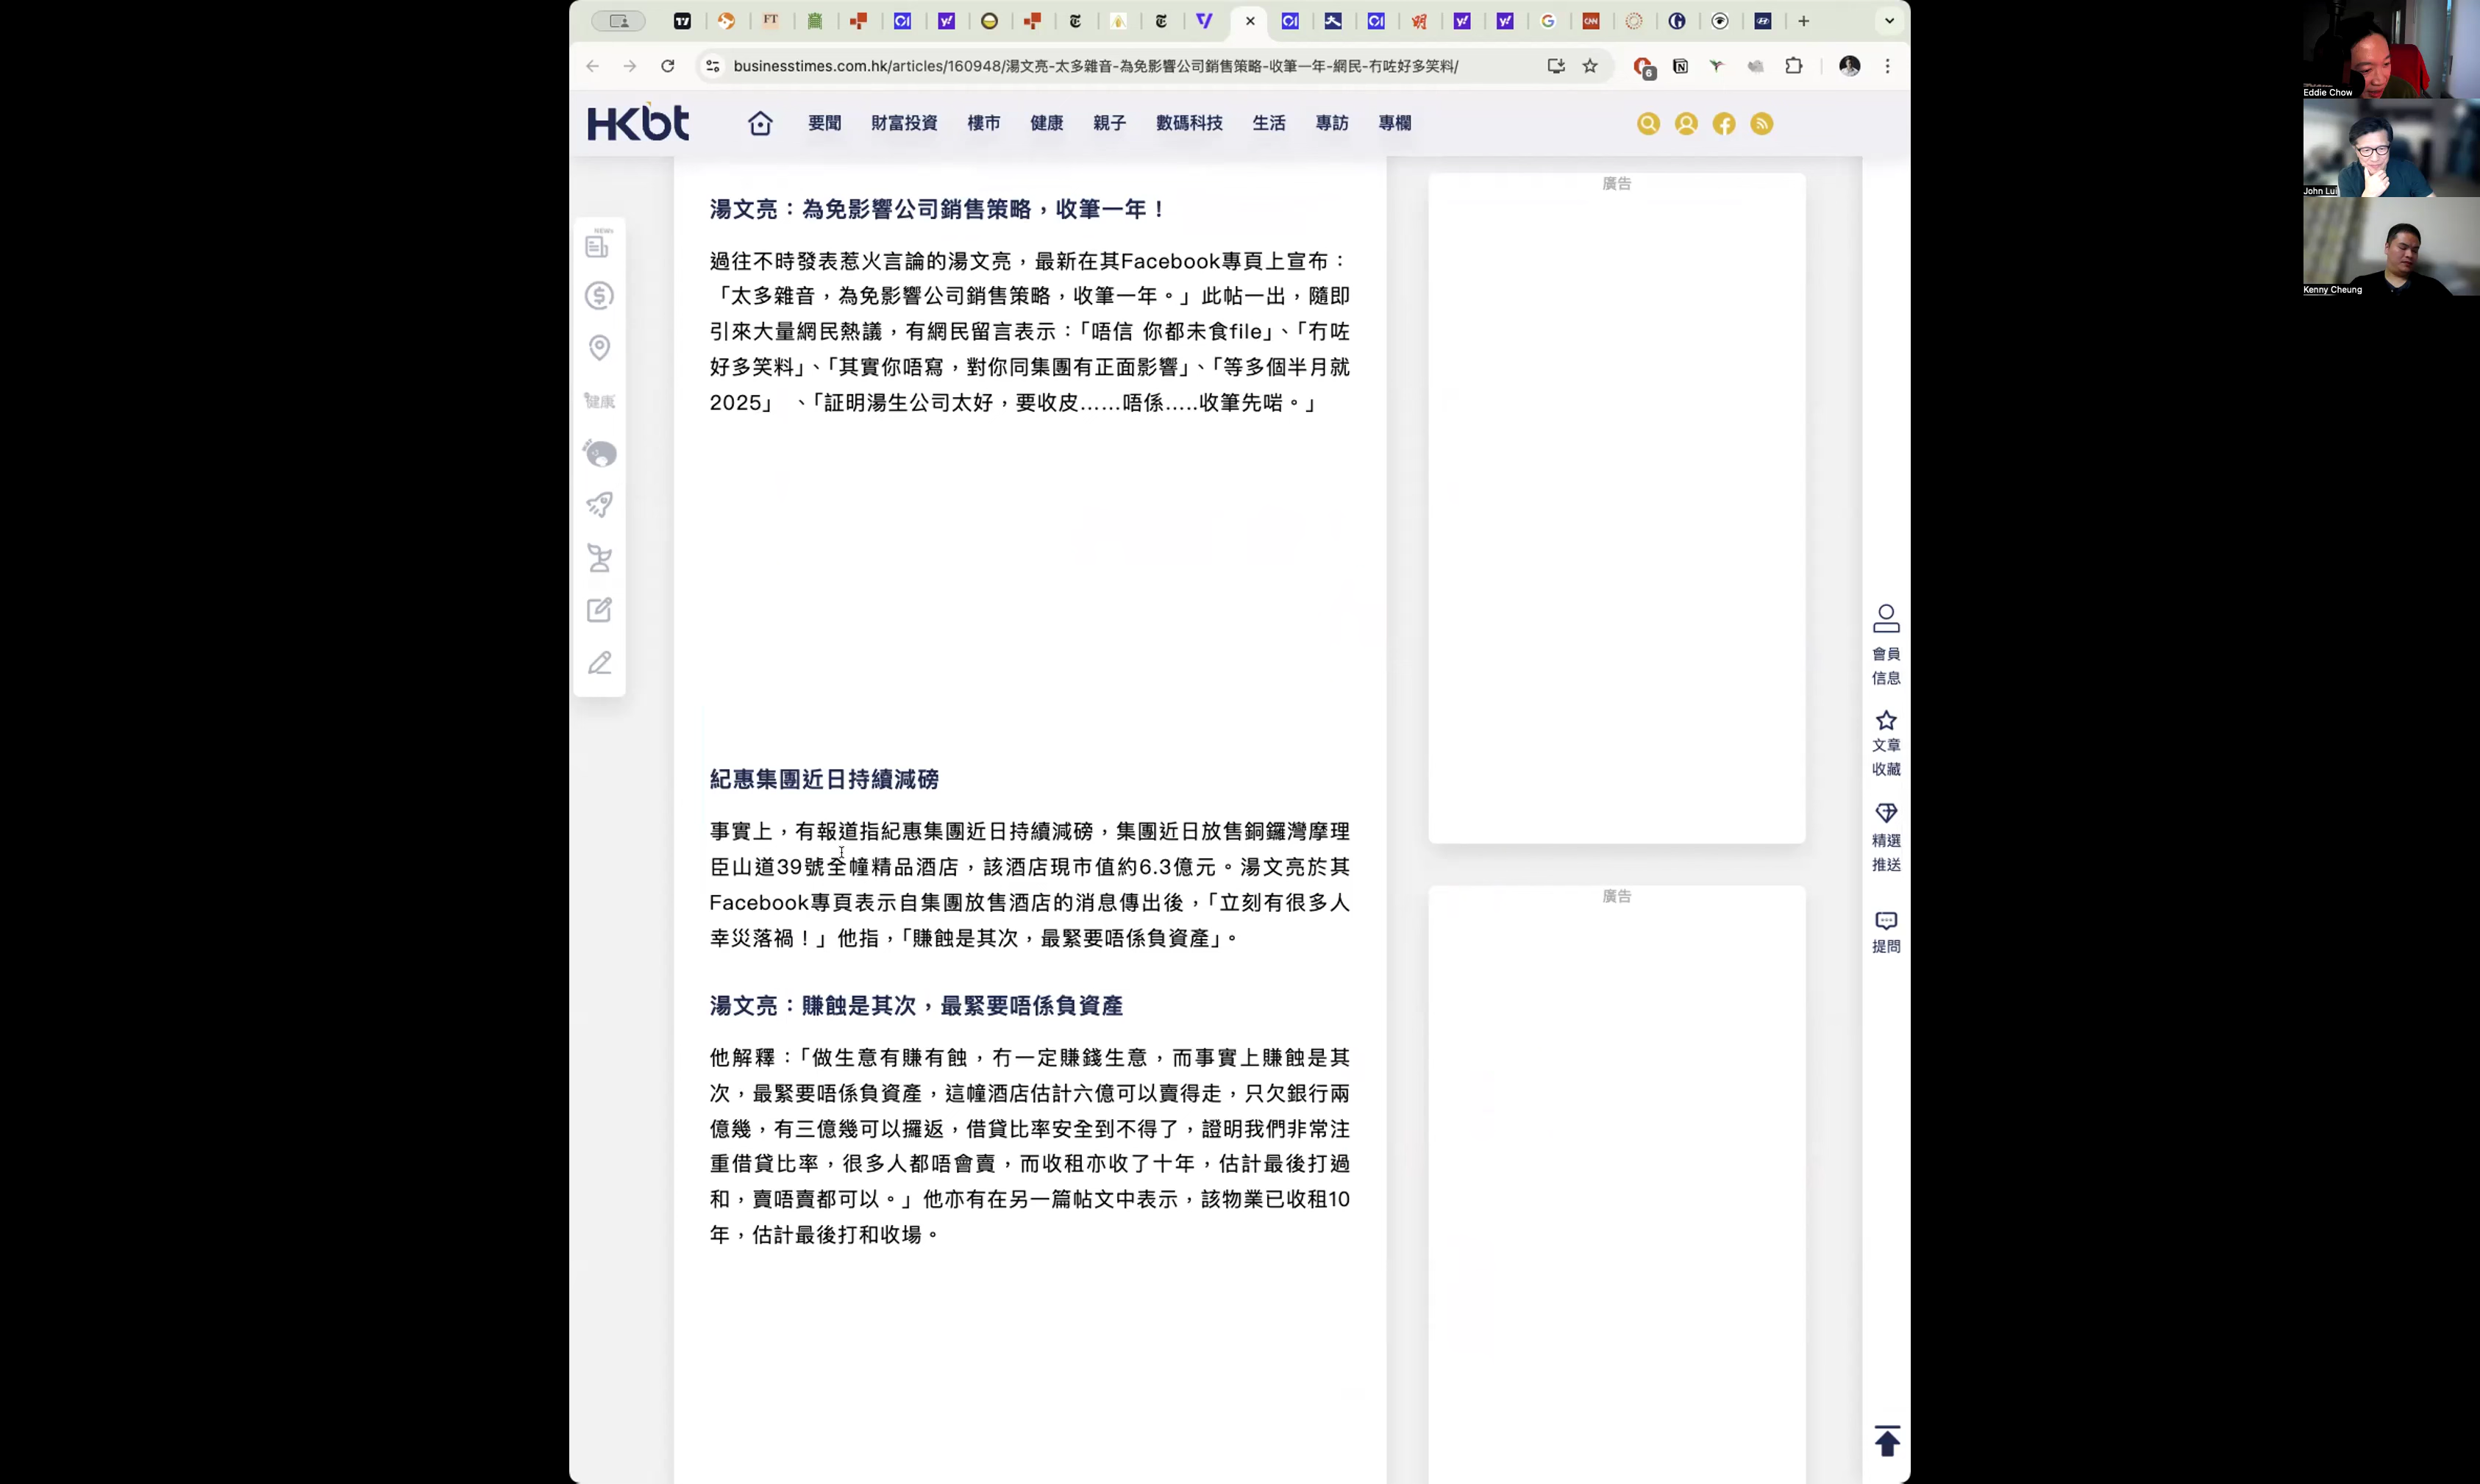 businesstimes.com.hk/articles/160948/湯文亮-太多雜音-為免影響公司銷售策略-收筆一年-網民-冇咗好多笑料/
6
HKbt
要聞 財富投資 樓市 健康 親子 數碼科技 生活 專訪 專欄
Eddie Chow
John Lui
Kenny Cheung
NEWS
健康
湯文亮：為免影響公司銷售策略，收筆一年！
過往不時發表惹火言論的湯文亮，最新在其Facebook專頁上宣布：
「太多雜音，為免影響公司銷售策略，收筆一年。」此帖一出，隨即
引來大量網民熱議，有網民留言表示：「唔信 你都未食file」、「冇咗
好多笑料」、「其實你唔寫，對你同集團有正面影響」、「等多個半月就
2025」 、「証明湯生公司太好，要收皮……唔係…..收筆先啱。」
紀惠集團近日持續減磅
事實上，有報道指紀惠集團近日持續減磅，集團近日放售銅鑼灣摩理
臣山道39號全幢精品酒店，該酒店現市值約6.3億元。湯文亮於其
Facebook專頁表示自集團放售酒店的消息傳出後，「立刻有很多人
幸災落禍！」他指，「賺蝕是其次，最緊要唔係負資產」。
湯文亮：賺蝕是其次，最緊要唔係負資產
他解釋：「做生意有賺有蝕，冇一定賺錢生意，而事實上賺蝕是其
次，最緊要唔係負資產，這幢酒店估計六億可以賣得走，只欠銀行兩
億幾，有三億幾可以攞返，借貸比率安全到不得了，證明我們非常注
重借貸比率，很多人都唔會賣，而收租亦收了十年，估計最後打過
和，賣唔賣都可以。」他亦有在另一篇帖文中表示，該物業已收租10
年，估計最後打和收場。
廣告
廣告
會員
信息
文章
收藏
精選
推送
提問